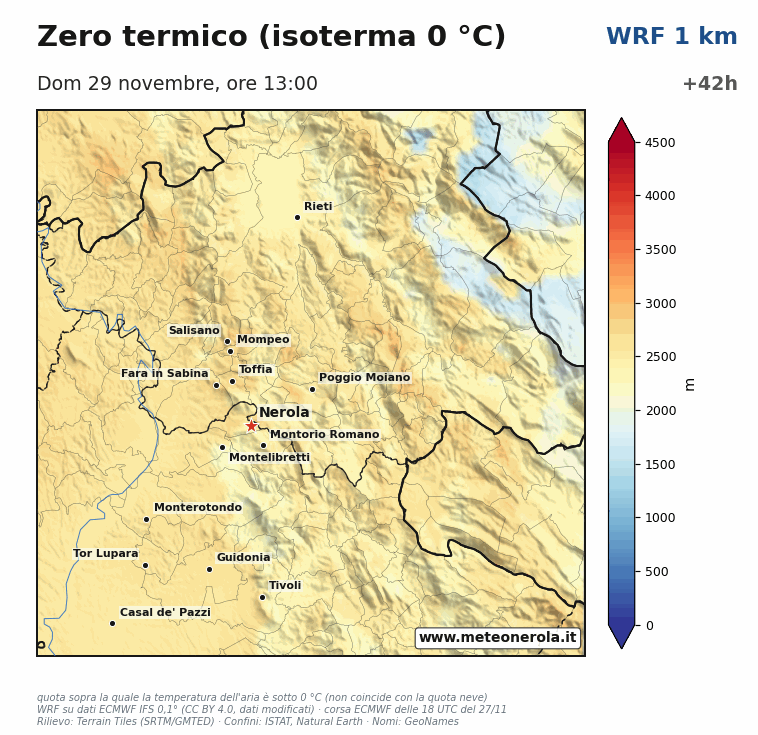 Zero termico (isoterma 0 °C)
WRF 1 km
Dom 29 novembre, ore 13:00
+42h
4500
4000
3500
3000
2500
2000
1500
1000
500
0
m
Rieti
Salisano
Mompeo
Fara in Sabina
Toffia
Poggio Moiano
Nerola
Montorio Romano
Montelibretti
Monterotondo
Tor Lupara
Guidonia
Tivoli
Casal de' Pazzi
www.meteonerola.it
quota sopra la quale la temperatura dell'aria è sotto 0 °C (non coincide con la quota neve)
WRF su dati ECMWF IFS 0,1° (CC BY 4.0, dati modificati) · corsa ECMWF delle 18 UTC del 27/11
Rilievo: Terrain Tiles (SRTM/GMTED) · Confini: ISTAT, Natural Earth · Nomi: GeoNames